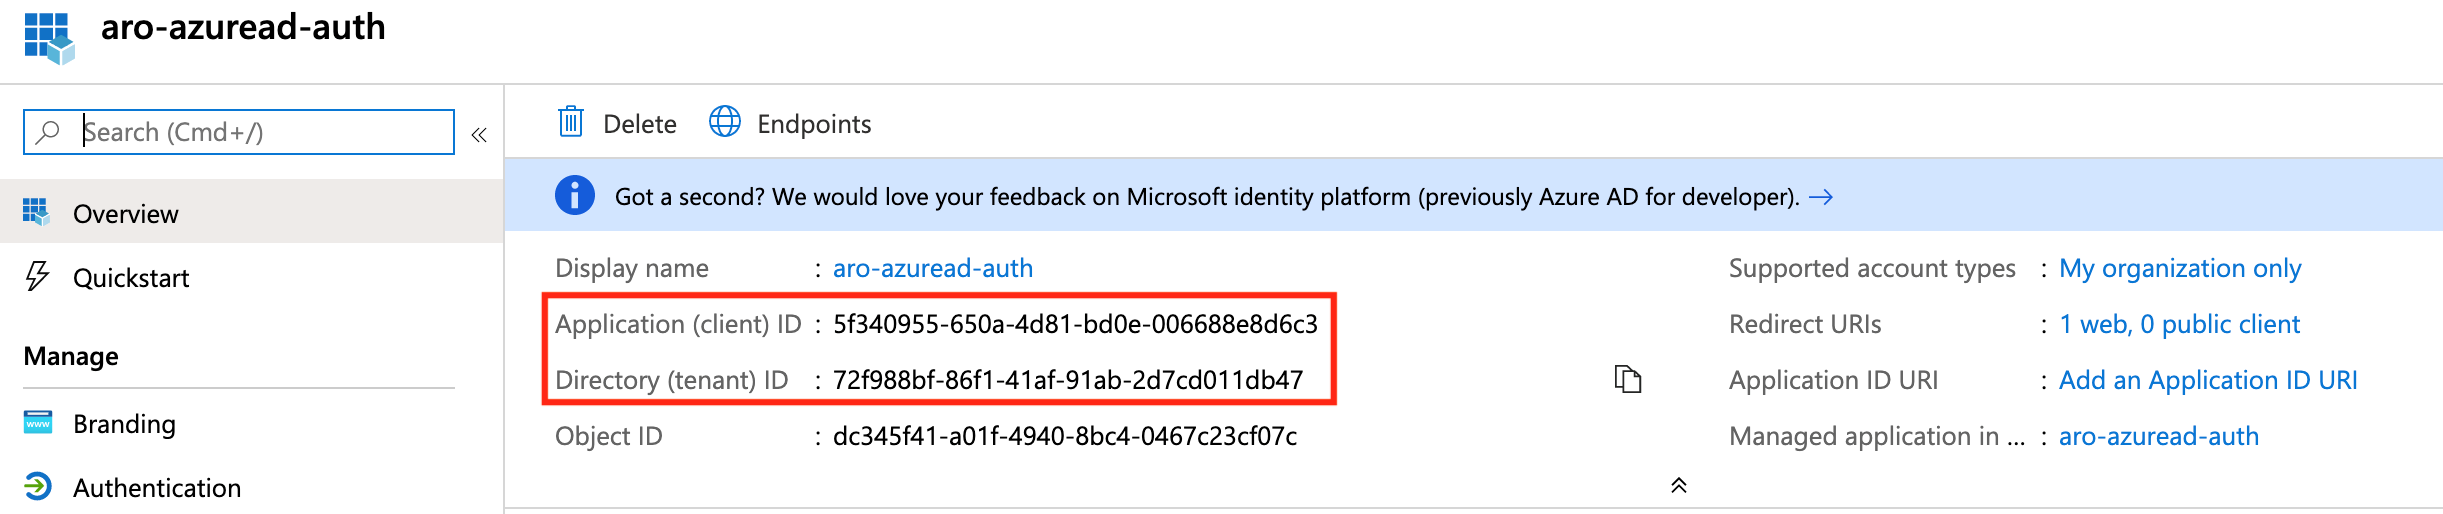 aro-azuread-auth
Search (Cmd+/)
«
Overview
Quickstart
Manage
www
Branding
Authentication
Delete
Endpoints
Got a second? We would love your feedback on Microsoft identity platform (previously Azure AD for developer). →
Display name : aro-azuread-auth
Application (client) ID : 5f340955-650a-4d81-bd0e-006688e8d6c3
Directory (tenant) ID : 72f988bf-86f1-41af-91ab-2d7cd011db47
Object ID : dc345f41-a01f-4940-8bc4-0467c23cf07c
Supported account types : My organization only
Redirect URIs : 1 web, 0 public client
Application ID URI : Add an Application ID URI
Managed application in ... : aro-azuread-auth